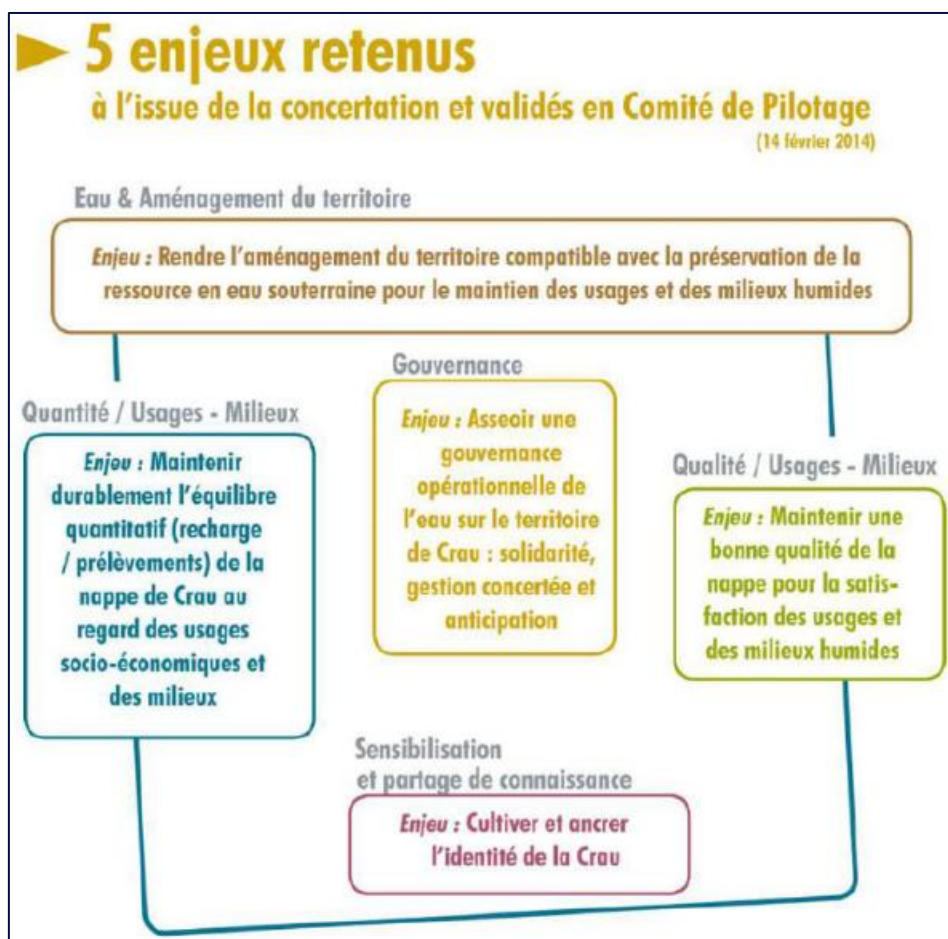 5 enjeux retenus
à l'issue de la concertation et validés en Comité de Pilotage
(14 février 2014)
Eau & Aménagement du territoire
Enjeu : Rendre l'aménagement du territoire compatible avec la préservation de la
ressource en eau souterraine pour le maintien des usages et des milieux humides
Quantité / Usages - Milieux
Enjeu : Maintenir
durablement l'équilibre
quantitatif (recharge
/ prélèvements) de la
nappe de Crau au
regard des usages
socio-économiques et
des milieux
Gouvernance
Enjeu : Asseoir une
gouvernance
opérationnelle de
l'eau sur le territoire
de Crau : solidarité,
gestion concertée et
anticipation
Qualité / Usages - Milieux
Enjeu : Maintenir une
bonne qualité de la
nappe pour la satis-
faction des usages et
des milieux humides
Sensibilisation
et partage de connaissance
Enjeu : Cultiver et ancrer
l'identité de la Crau